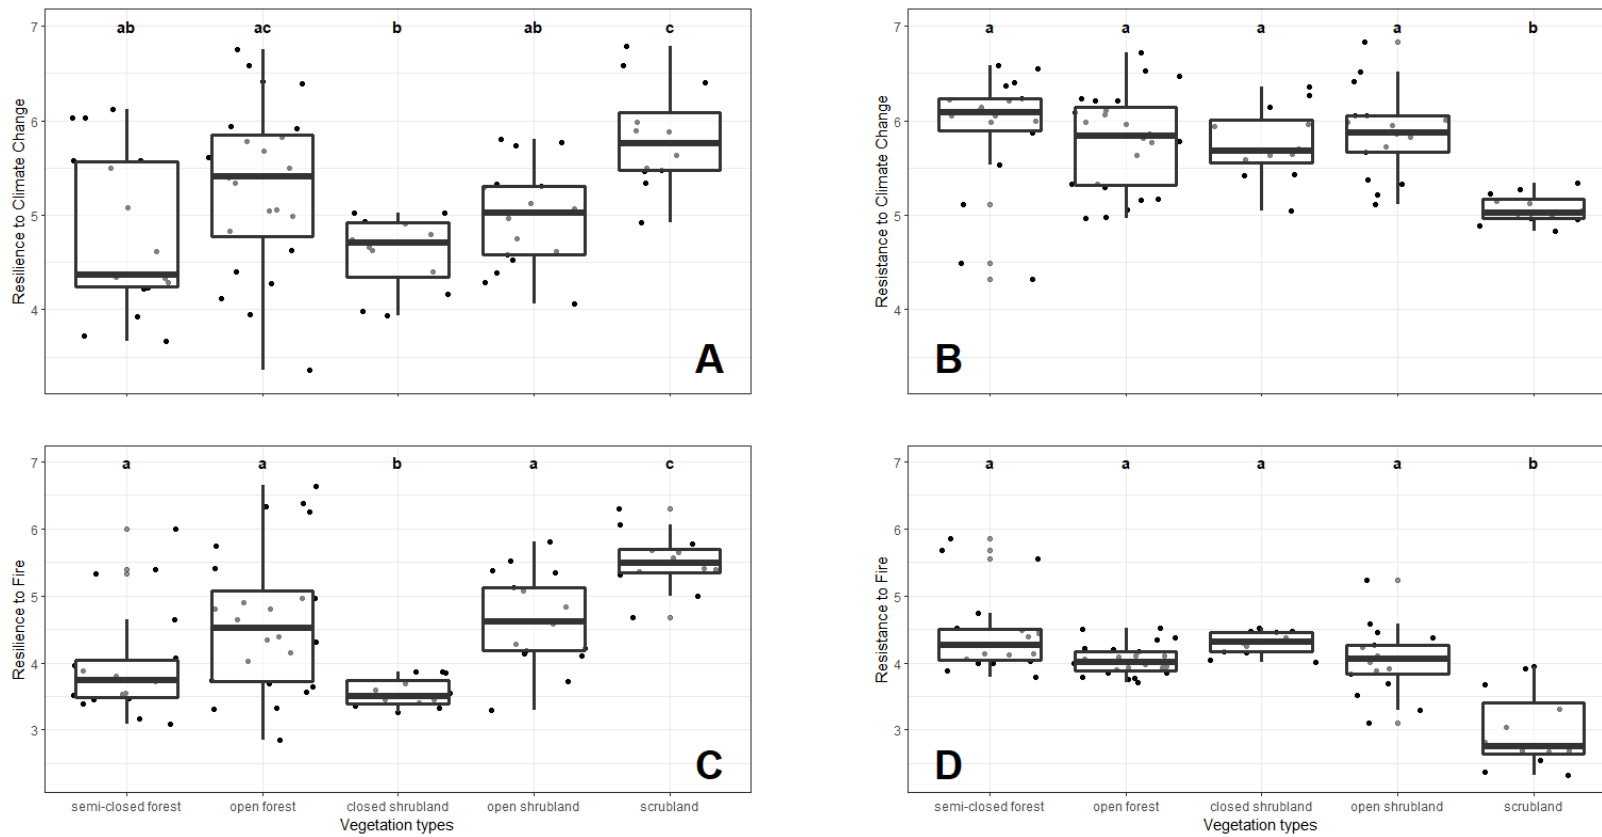 7
6
5
4
Resilience to Climate Change
ab ac b ab c
A
7
6
5
4
Resistance to Climate Change
a a a a b
B
7
6
5
4
3
Resilience to Fire
a a b a c
C
semi-closed forest open forest closed shrubland open shrubland scrubland
Vegetation types
7
6
5
4
3
Resistance to Fire
a a a a b
D
semi-closed forest open forest closed shrubland open shrubland scrubland
Vegetation types